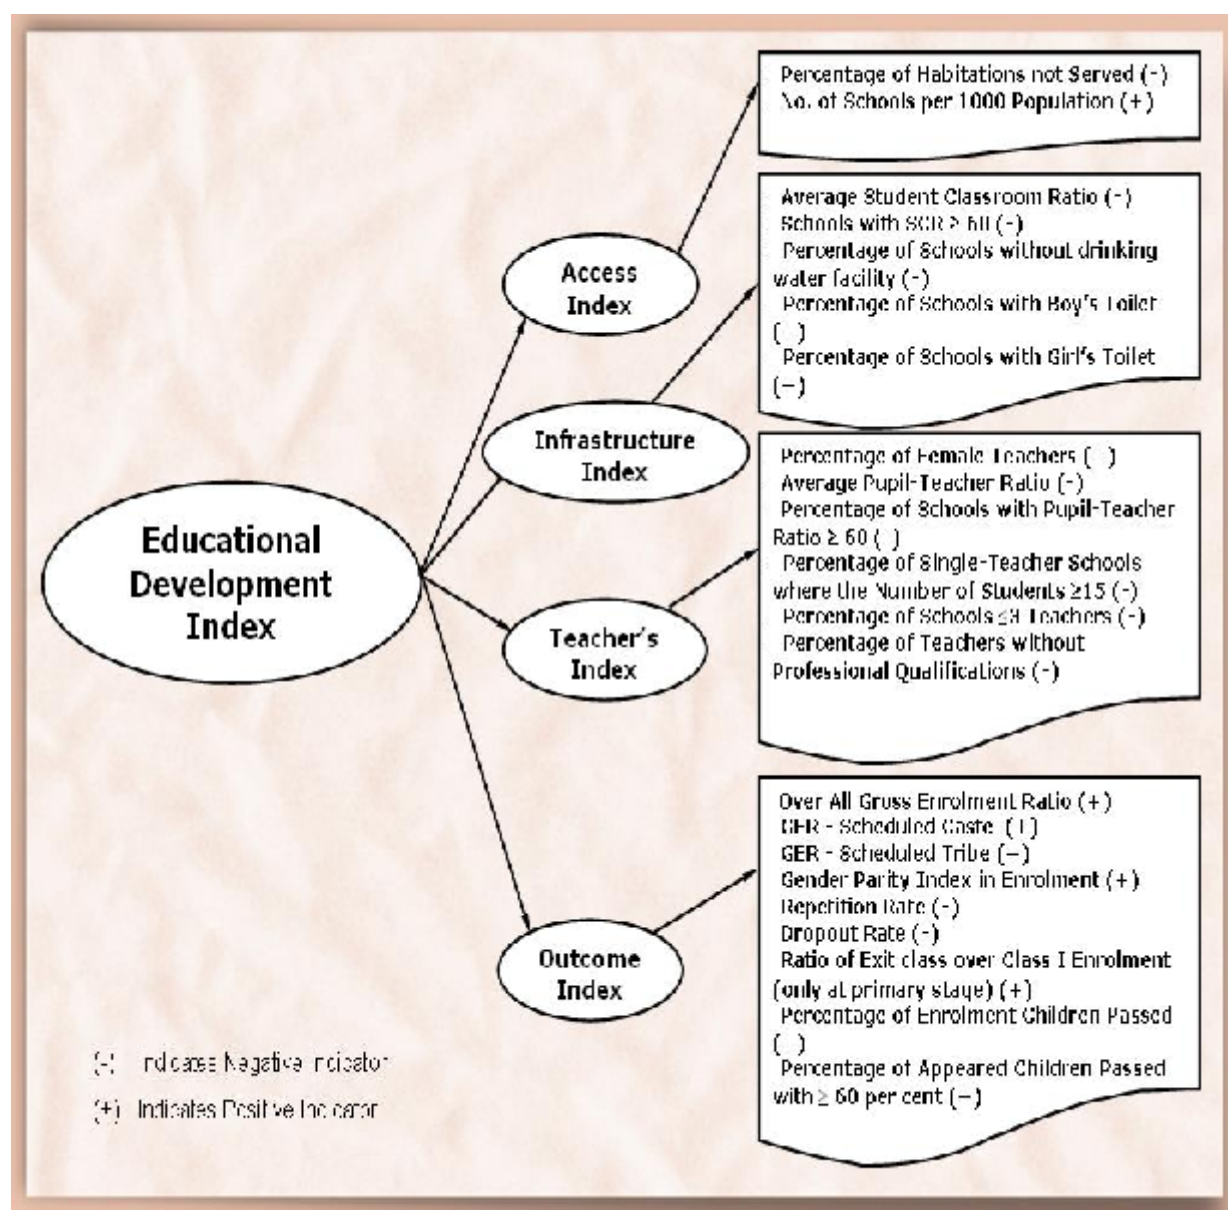 Educational
Development
Index
Access
Index
Infrastructure
Index
Teacher's
Index
Outcome
Index
Percentage of Habitations not Served (-)
No. of Schools per 1000 Population (+)
Average Student Classroom Ratio (-)
Schools with SCR ≥ 60 (-)
Percentage of Schools without drinking
water facility (-)
Percentage of Schools with Boy's Toilet
( )
Percentage of Schools with Girl's Toilet
(–)
Percentage of Female Teachers ( )
Average Pupil-Teacher Ratio (-)
Percentage of Schools with Pupil-Teacher
Ratio ≥ 60 ( )
Percentage of Single-Teacher Schools
where the Number of Students ≥15 (-)
Percentage of Schools ≤3 Teachers (-)
Percentage of Teachers without
Professional Qualifications (-)
Over All Gross Enrolment Ratio (+)
GER - Scheduled Caste (+)
GER - Scheduled Tribe (–)
Gender Parity Index in Enrolment (+)
Repetition Rate (-)
Dropout Rate (-)
Ratio of Exit class over Class I Enrolment
(only at primary stage) (+)
Percentage of Enrolment Children Passed
( )
Percentage of Appeared Children Passed
with ≥ 60 per cent (–)
(-) Indicates Negative Indicator
(+) Indicates Positive Indicator